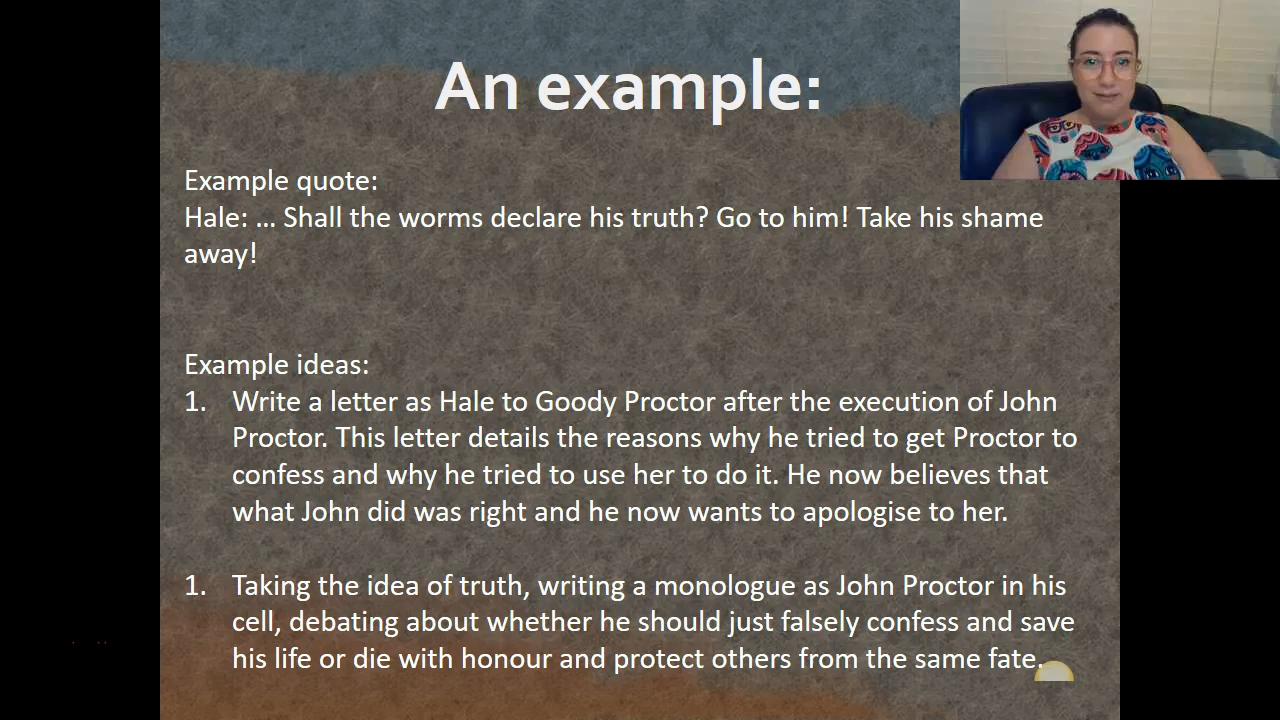 An example:
Example quote:
Hale: … Shall the worms declare his truth? Go to him! Take his shame
away!
Example ideas:
1. Write a letter as Hale to Goody Proctor after the execution of John
Proctor. This letter details the reasons why he tried to get Proctor to
confess and why he tried to use her to do it. He now believes that
what John did was right and he now wants to apologise to her.
1. Taking the idea of truth, writing a monologue as John Proctor in his
cell, debating about whether he should just falsely confess and save
his life or die with honour and protect others from the same fate.